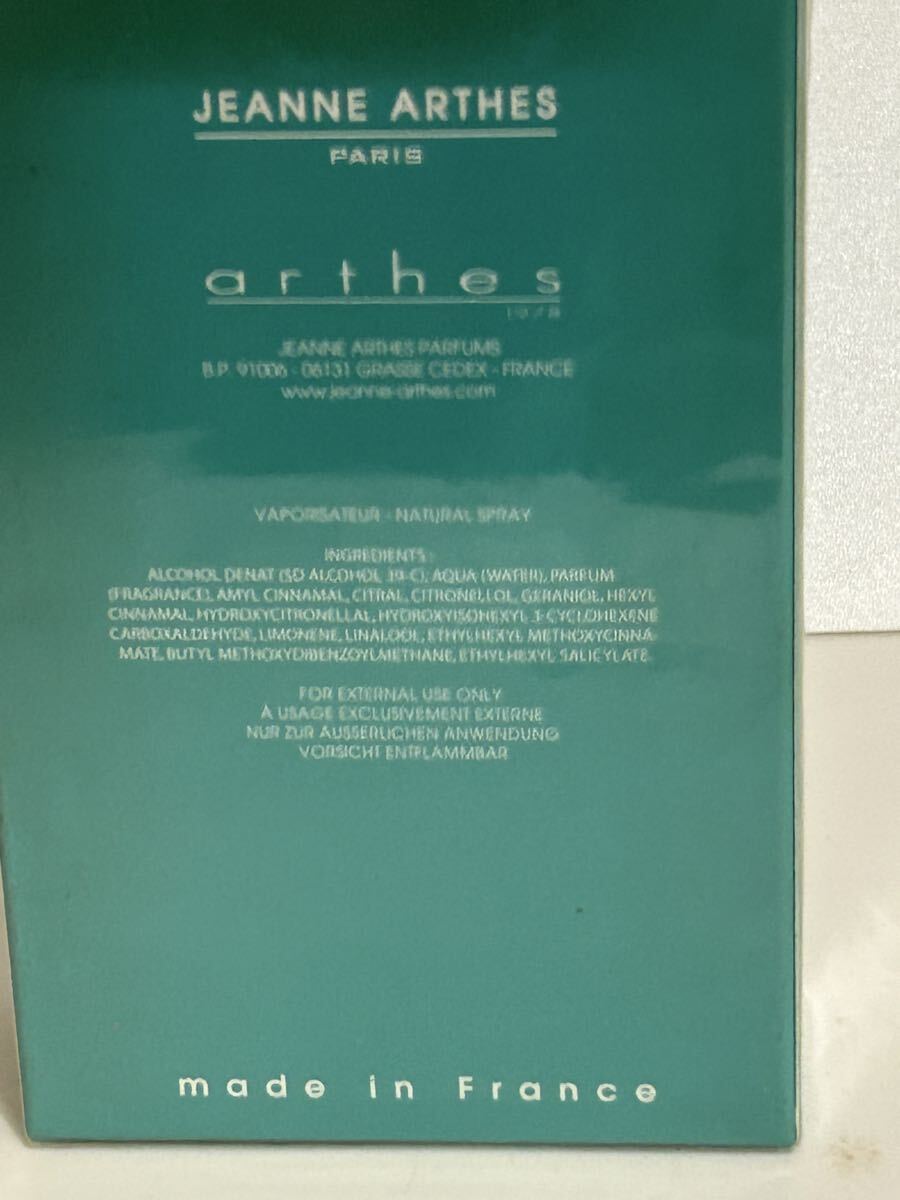 JEANNE ARTHES
PARIS
arthes
1978
JEANNE ARTHES PARFUMS
B.P. 91006 - 06131 GRASSE CEDEX - FRANCE
www.jeanne-arthes.com
VAPORISATEUR - NATURAL SPRAY
INGREDIENTS :
ALCOHOL DENAT (SD ALCOHOL 39-C), AQUA (WATER), PARFUM
(FRAGRANCE), AMYL CINNAMAL, CITRAL, CITRONELLOL, GERANIOL, HEXYL
CINNAMAL, HYDROXYCITRONELLAL, HYDROXYISOHEXYL 3-CYCLOHEXENE
CARBOXALDEHYDE, LIMONENE, LINALOOL, ETHYLHEXYL METHOXYCINNA-
MATE, BUTYL METHOXYDIBENZOYLMETHANE, ETHYLHEXYL SALICYLATE.
FOR EXTERNAL USE ONLY
A USAGE EXCLUSIVEMENT EXTERNE
NUR ZUR AUSSERLICHEN ANWENDUNG
VORSICHT ENTFLAMMBAR
made in France